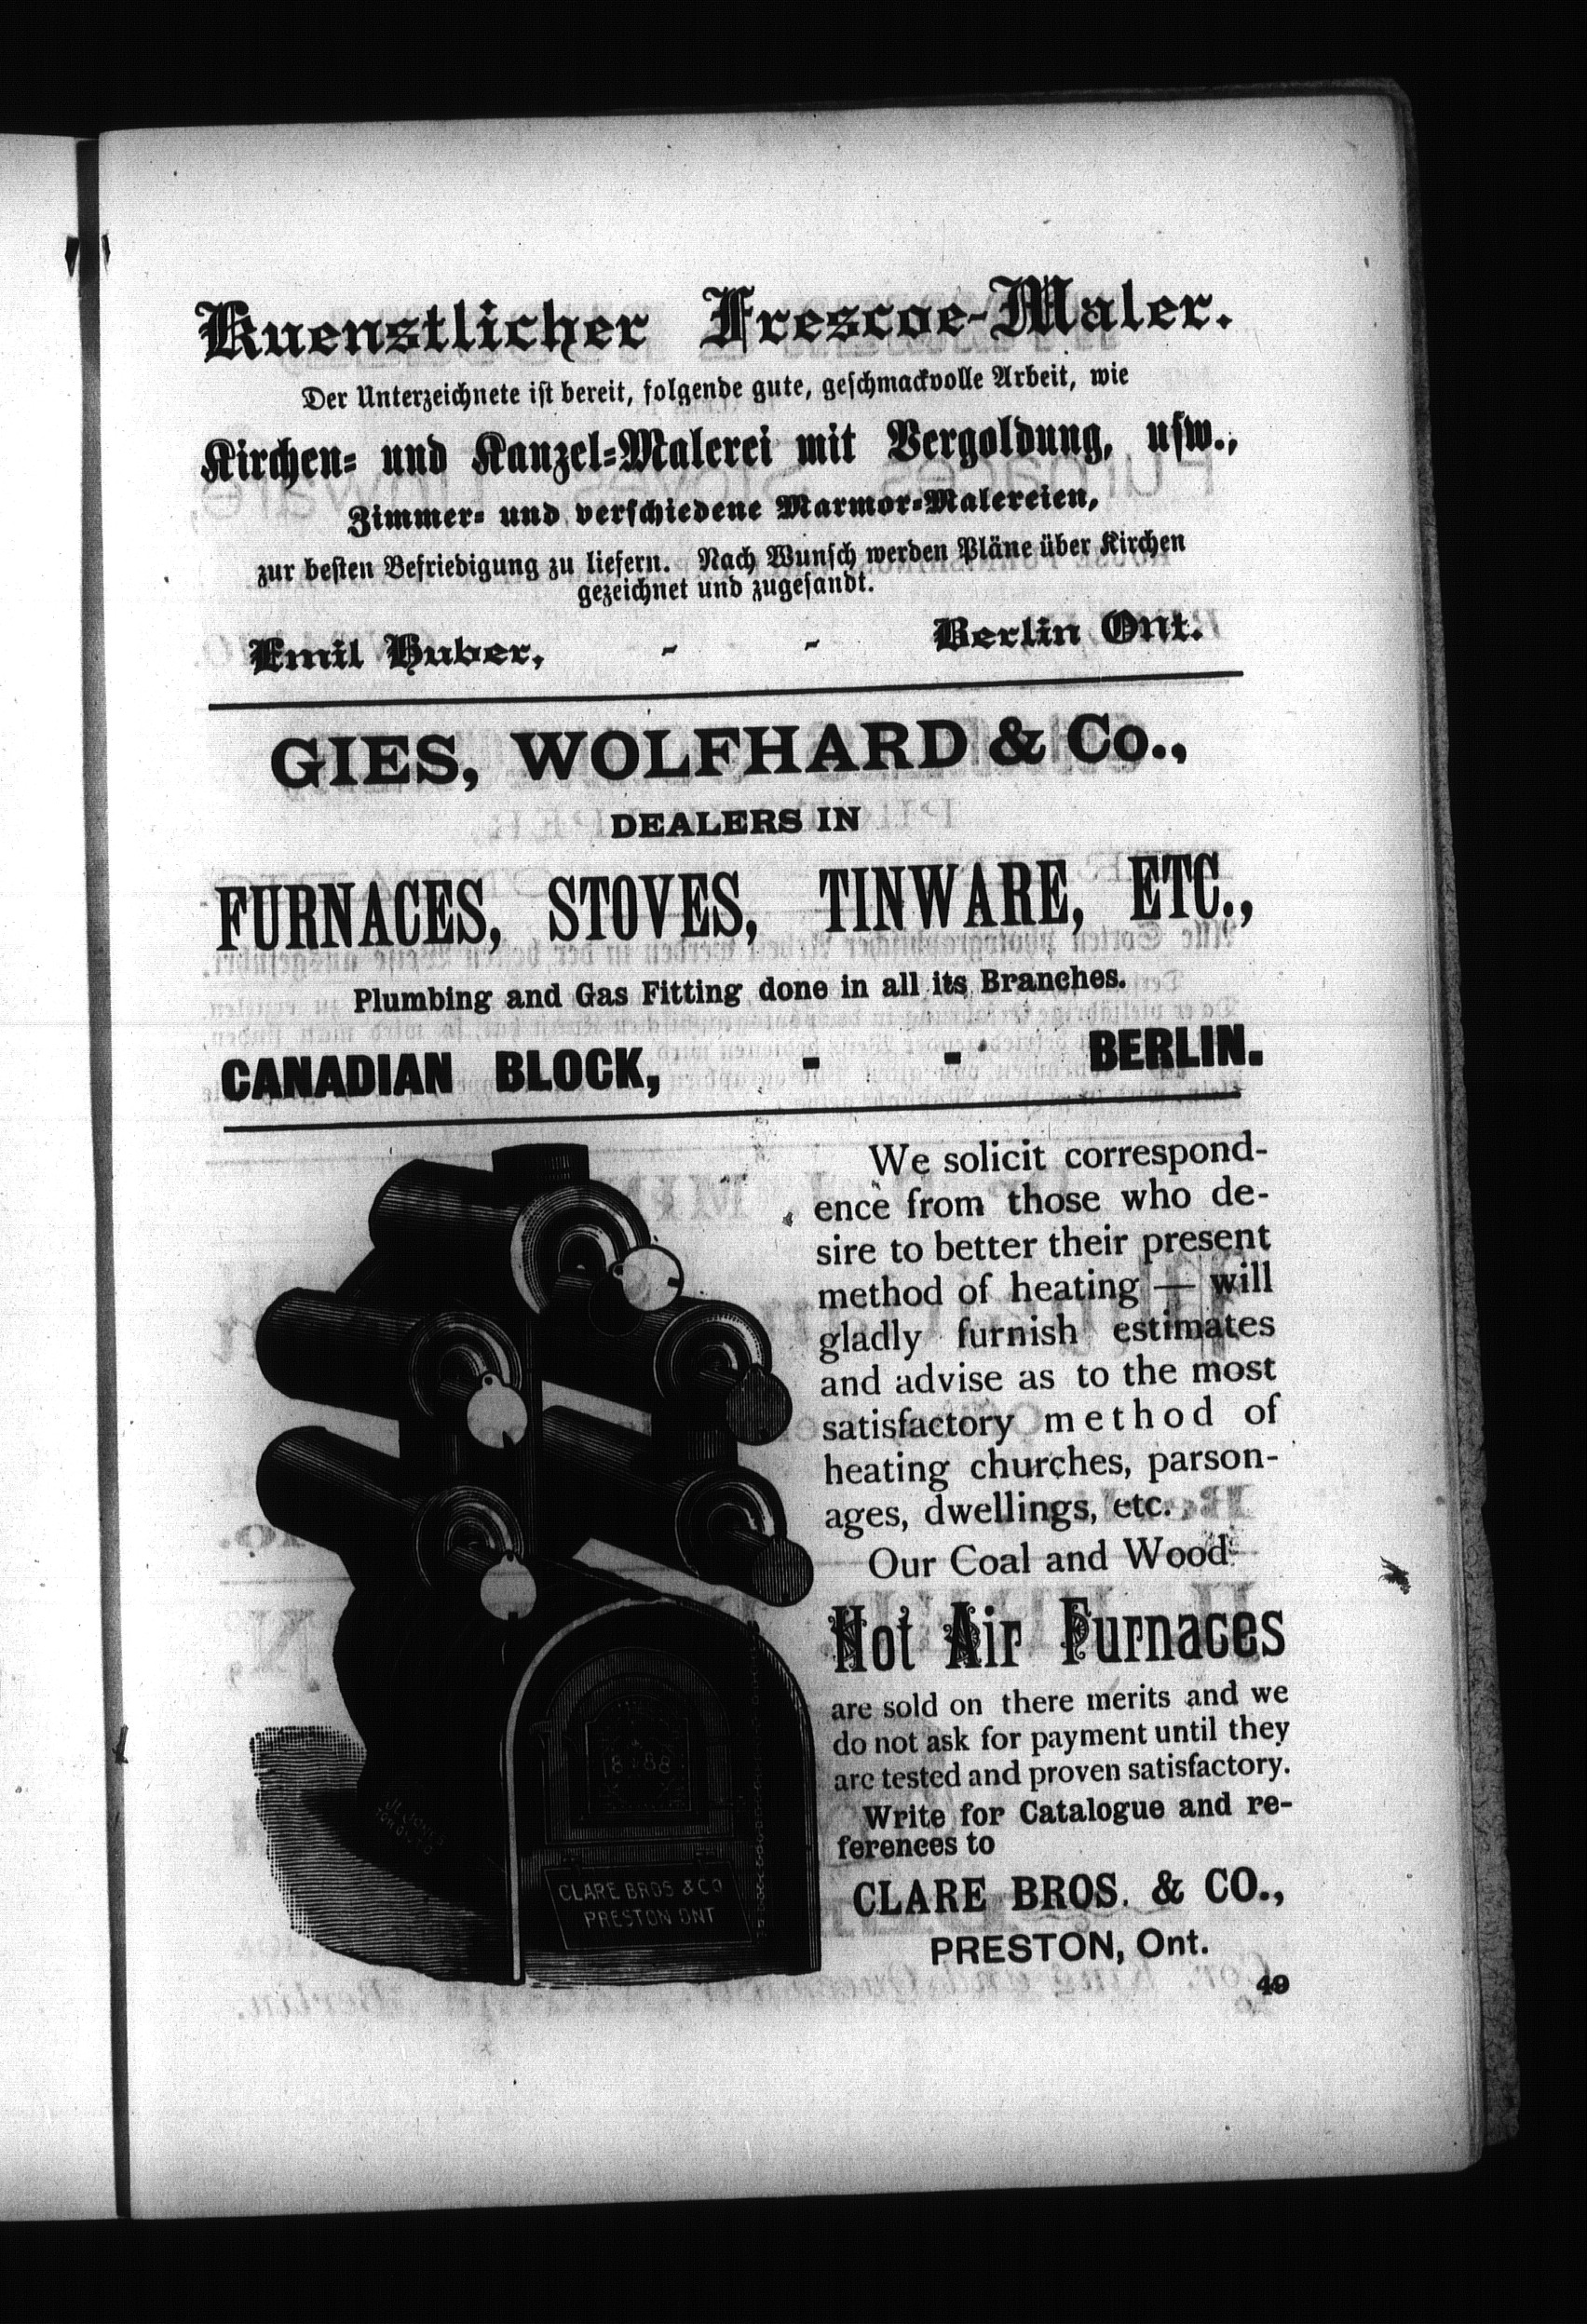 Kuenstlicher Frescoe-Maler.
Der Unterzeichnete ist bereit, folgende gute, geschmackvolle Arbeit, wie
Kirchen- und Kanzel-Malerei mit Vergoldung, usw.,
Zimmer- und verschiedene Marmor-Malereien,
zur besten Befriedigung zu liefern. Nach Wunsch werden Pläne über Kirchen
gezeichnet und zugesandt.
Emil Huber, - - Berlin Ont.
GIES, WOLFHARD & Co.,
DEALERS IN
FURNACES, STOVES, TINWARE, ETC.,
Plumbing and Gas Fitting done in all its Branches.
CANADIAN BLOCK, - - BERLIN.
We solicit correspond-
ence from those who de-
sire to better their present
method of heating — will
gladly furnish estimates
and advise as to the most
satisfactory method of
heating churches, parson-
ages, dwellings, etc.
Our Coal and Wood
Hot Air Furnaces
are sold on there merits and we
do not ask for payment until they
are tested and proven satisfactory.
Write for Catalogue and re-
ferences to
CLARE BROS. & CO.,
PRESTON, Ont.
49
1888
CLARE BROS & CO
PRESTON ONT